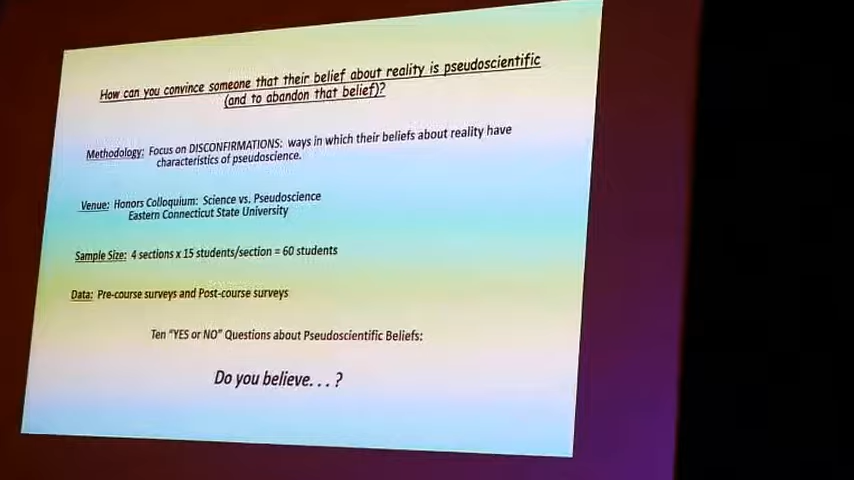 How can you convince someone that their belief about reality is pseudoscientific
(and to abandon that belief)?
Methodology: Focus on DISCONFIRMATIONS: ways in which their beliefs about reality have
characteristics of pseudoscience.
Venue: Honors Colloquium: Science vs. Pseudoscience
Eastern Connecticut State University
Sample Size: 4 sections x 15 students/section = 60 students
Data: Pre-course surveys and Post-course surveys
Ten "YES or NO" Questions about Pseudoscientific Beliefs:
Do you believe. . . ?